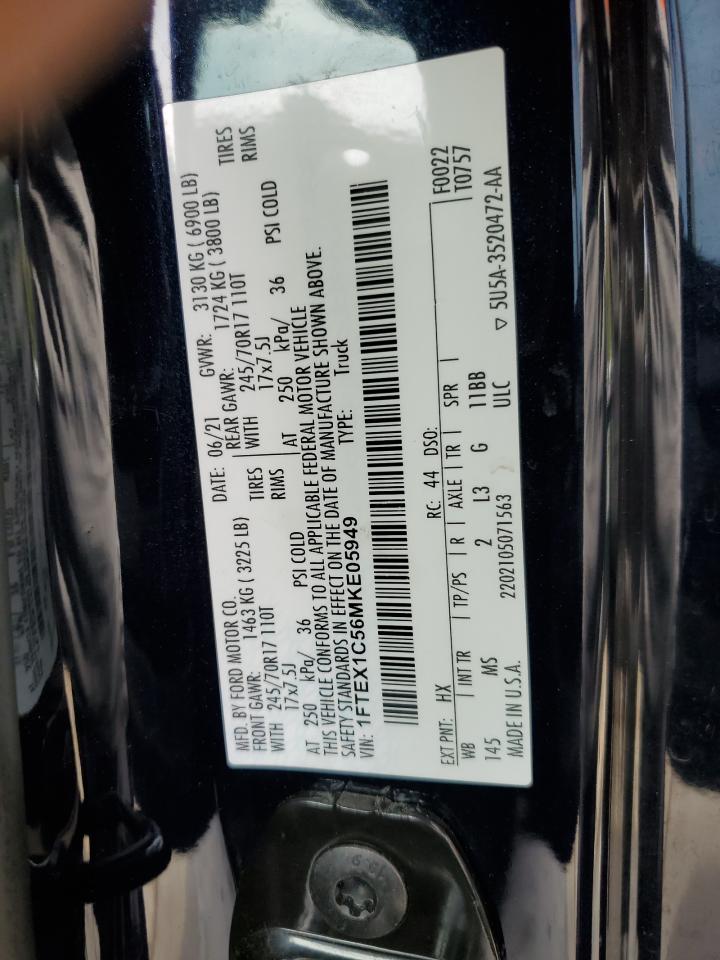 MFD. BY FORD MOTOR CO. DATE: 06/21 GVWR: 3130 KG ( 6900 LB)
FRONT GAWR: 1463 KG ( 3225 LB) REAR GAWR: 1724 KG ( 3800 LB)
WITH 245/70R17 110T TIRES WITH 245/70R17 110T TIRES
17x7.5J RIMS 17x7.5J RIMS
AT 250 kPa/ 36 PSI COLD AT 250 kPa/ 36 PSI COLD
THIS VEHICLE CONFORMS TO ALL APPLICABLE FEDERAL MOTOR VEHICLE
SAFETY STANDARDS IN EFFECT ON THE DATE OF MANUFACTURE SHOWN ABOVE.
VIN: 1FTEX1C56MKE05949 TYPE: Truck
EXT PNT: HX RC: 44 DSO: F0022
WB INT TR TP/PS R AXLE TR SPR T0757
145 MS 2 L3 G 11BB
MADE IN U.S.A. 2202105071563 ULC ▽ 5U5A-3520472-AA